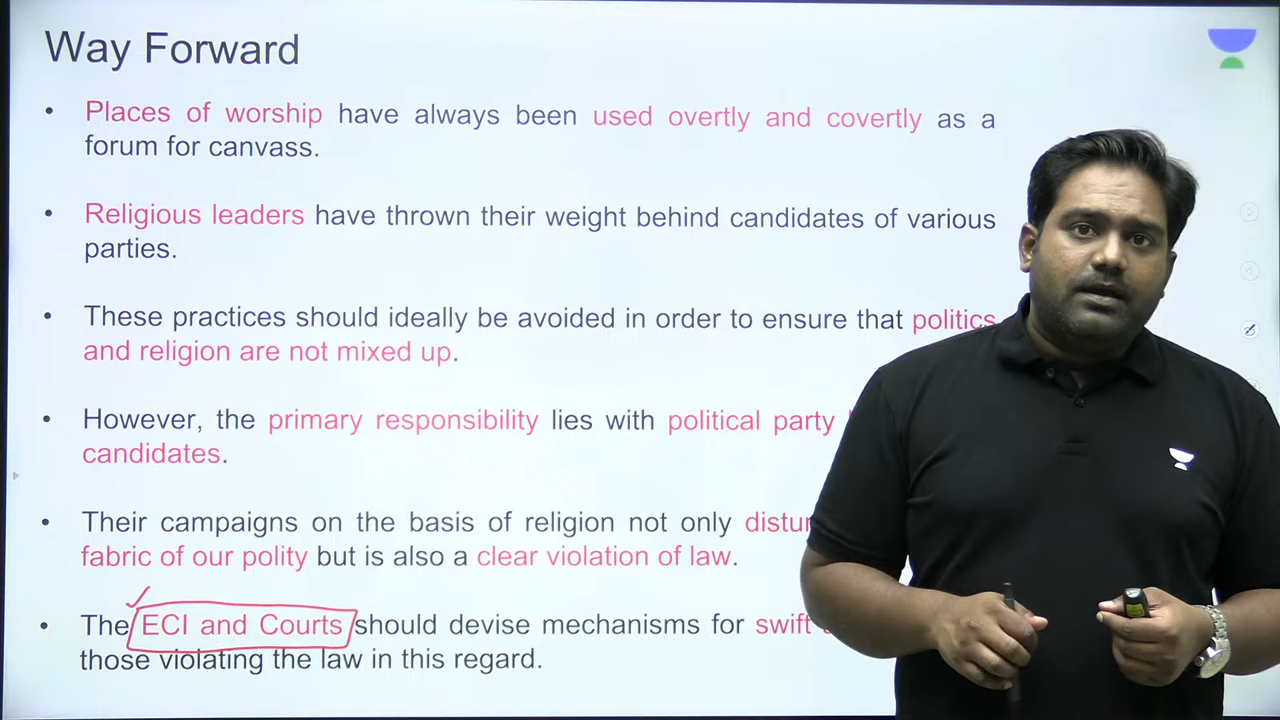 Way Forward
• Places of worship have always been used overtly and covertly as a
forum for canvass.
• Religious leaders have thrown their weight behind candidates of various
parties.
• These practices should ideally be avoided in order to ensure that politics
and religion are not mixed up.
• However, the primary responsibility lies with political party
candidates.
• Their campaigns on the basis of religion not only
fabric of our polity but is also a clear violation of law.
• The ECI and Courts should devise mechanisms for swift
those violating the law in this regard.